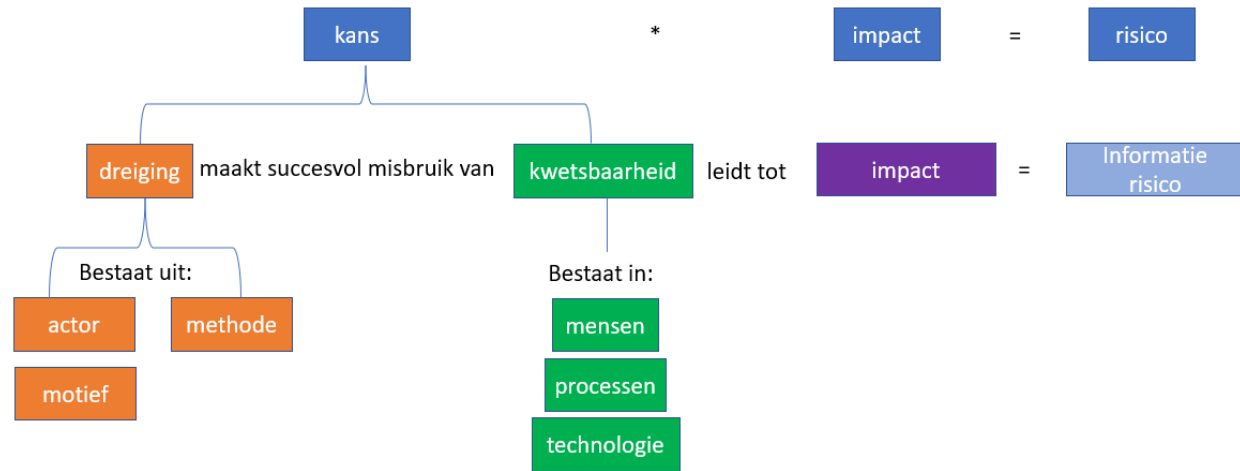 kans * impact = risico
dreiging maakt succesvol misbruik van kwetsbaarheid leidt tot impact = Informatie
risico
Bestaat uit: Bestaat in:
actor methode mensen
motief processen
technologie